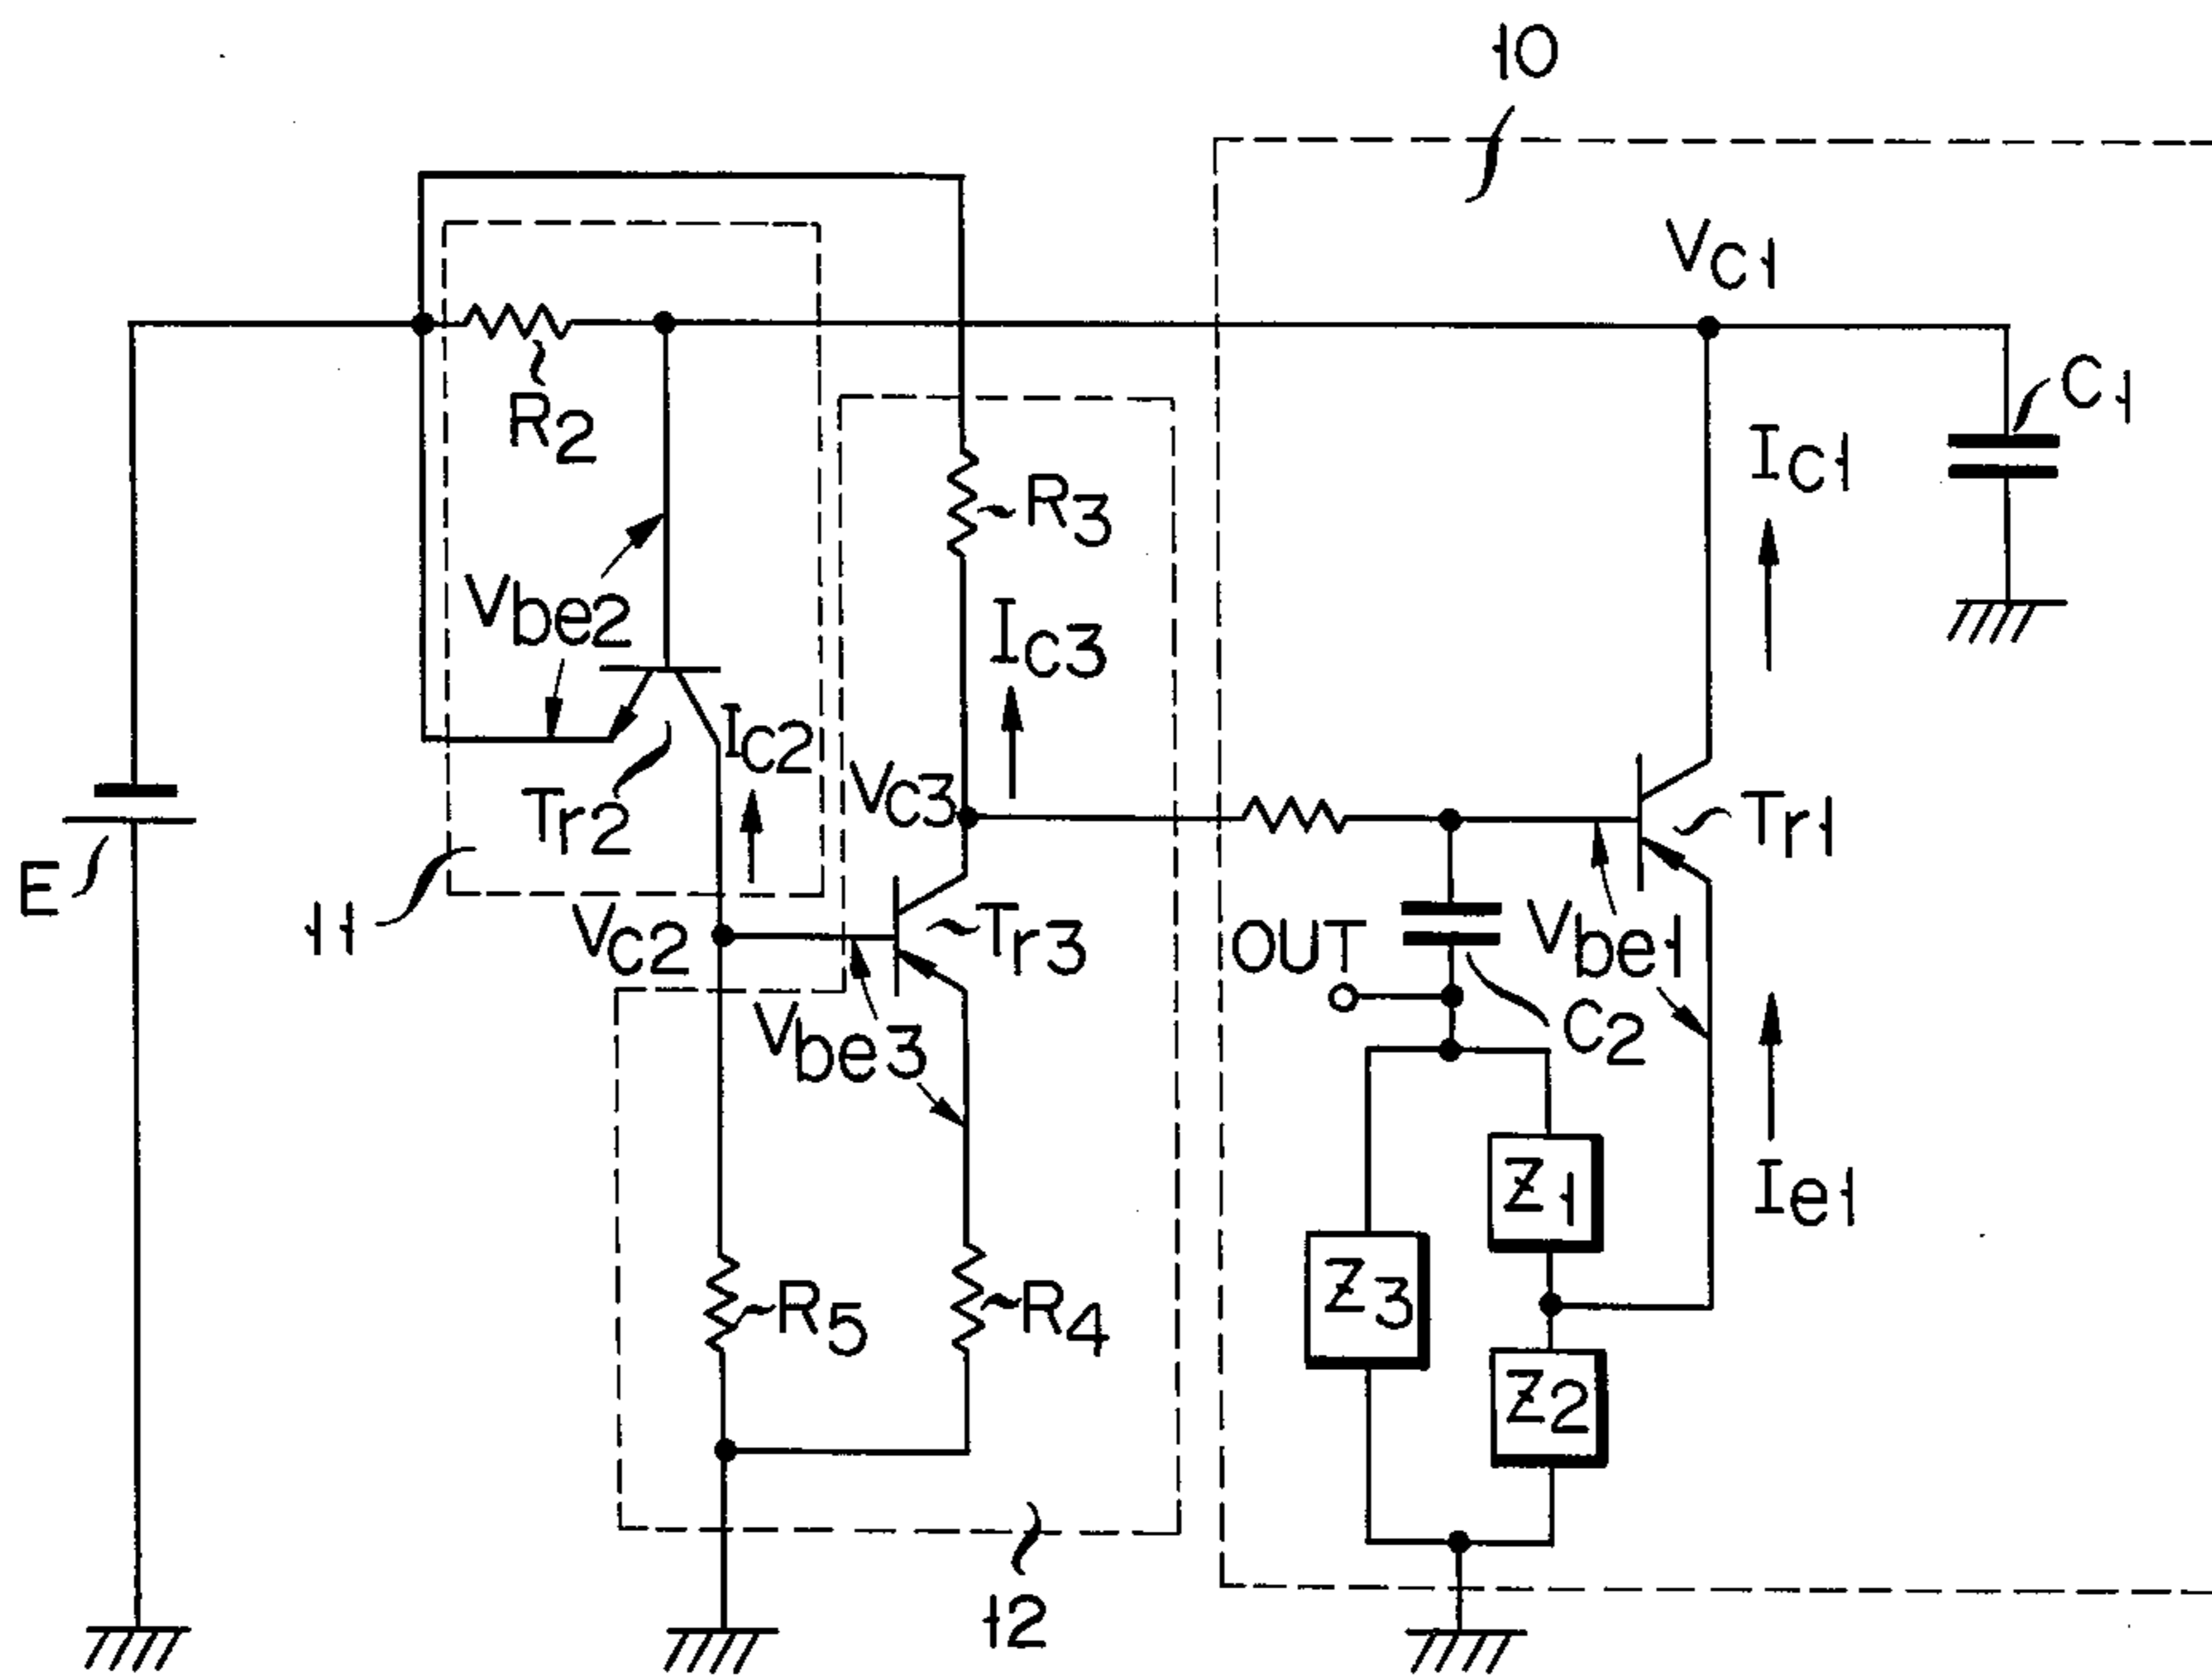 10
VC1
C1
R2
R3
IC1
Vbe2
IC3
IC2
Tr2
VC3
Tr1
E
11
VC2
Tr3
OUT
Vbe1
C2
Vbe3
Z1
Ie1
Z3
R5
R4
Z2
12